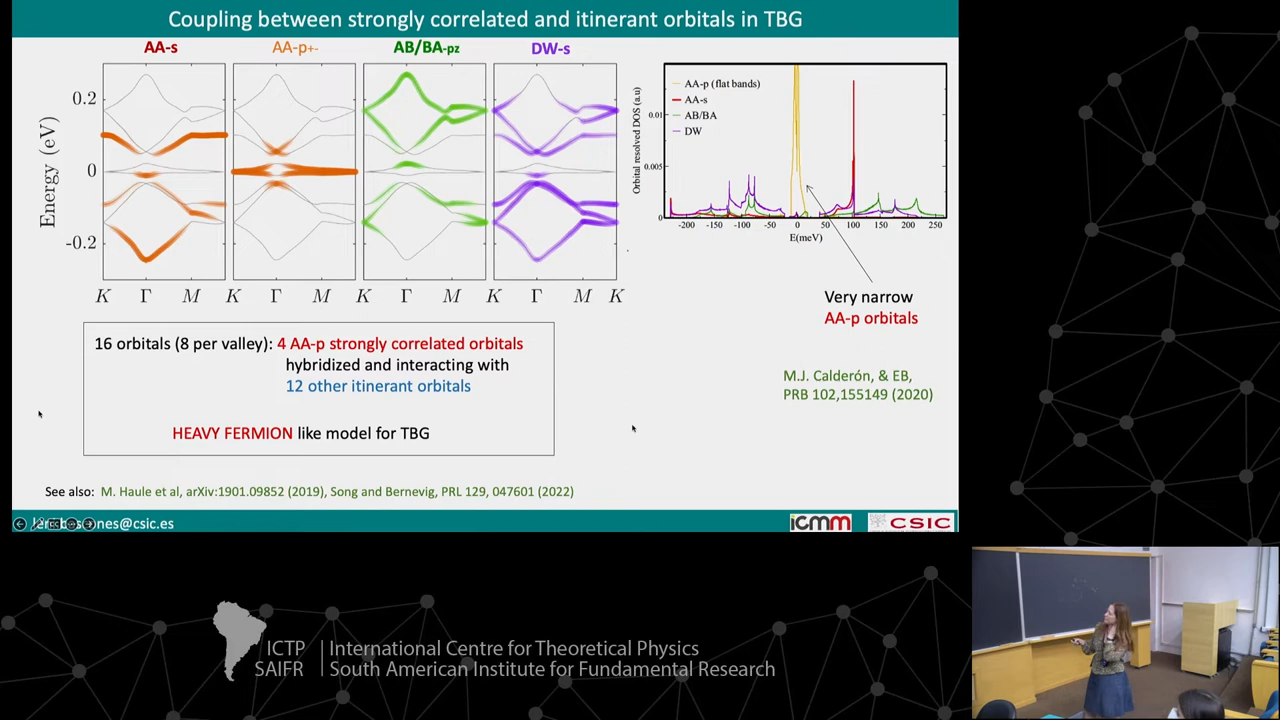 Coupling between strongly correlated and itinerant orbitals in TBG
AA-s
AA-p+-
AB/BA-pz
DW-s
Energy (eV)
0.2
0
-0.2
K Γ M K Γ M K Γ M K Γ M K
Orbital resolved DOS (a.u)
0.01
0.005
0
AA-p (flat bands)
AA-s
AB/BA
DW
-200 -150 -100 -50 0 50 100 150 200 250
E(meV)
Very narrow
AA-p orbitals
16 orbitals (8 per valley): 4 AA-p strongly correlated orbitals
hybridized and interacting with
12 other itinerant orbitals
HEAVY FERMION like model for TBG
M.J. Calderón, & EB,
PRB 102,155149 (2020)
See also: M. Haule et al, arXiv:1901.09852 (2019), Song and Bernevig, PRL 129, 047601 (2022)
@csic.es
icmm
CSIC
ICTP
SAIFR
International Centre for Theoretical Physics
South American Institute for Fundamental Research